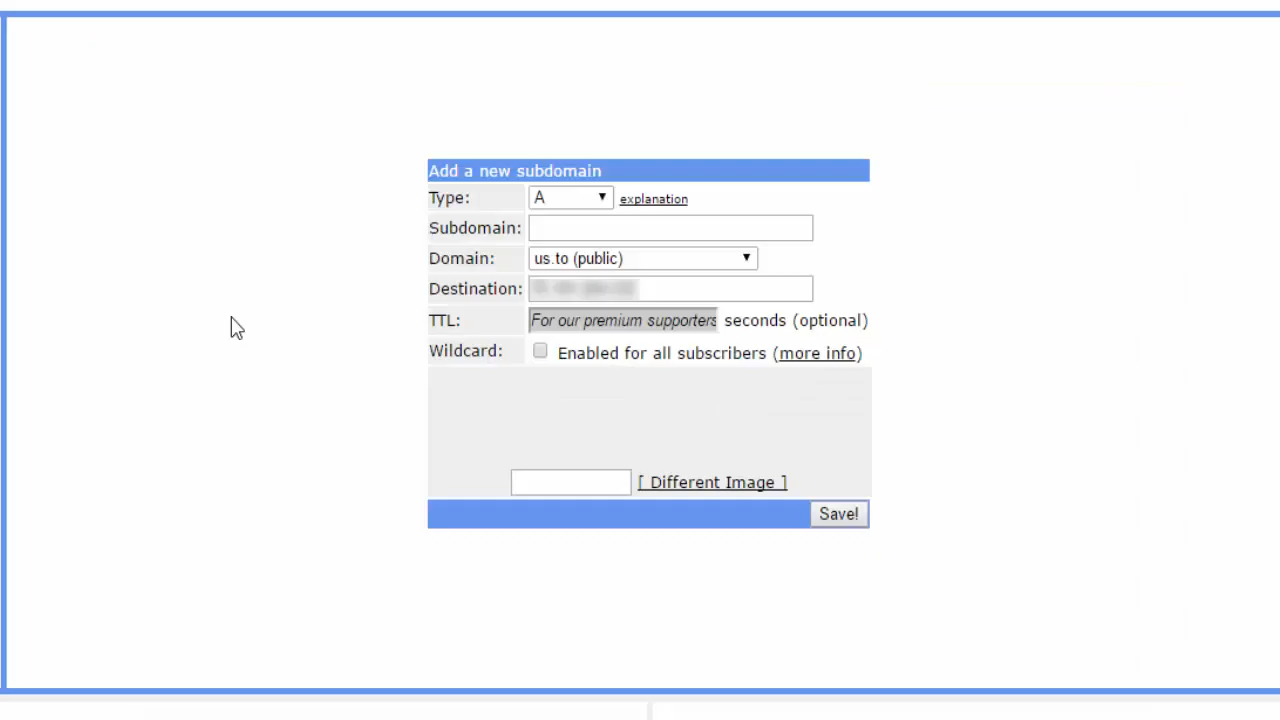 Add a new subdomain
Type: A explanation
Subdomain:
Domain: us.to (public)
Destination:
TTL: For our premium supporters seconds (optional)
Wildcard: Enabled for all subscribers (more info)
[ Different Image ]
Save!